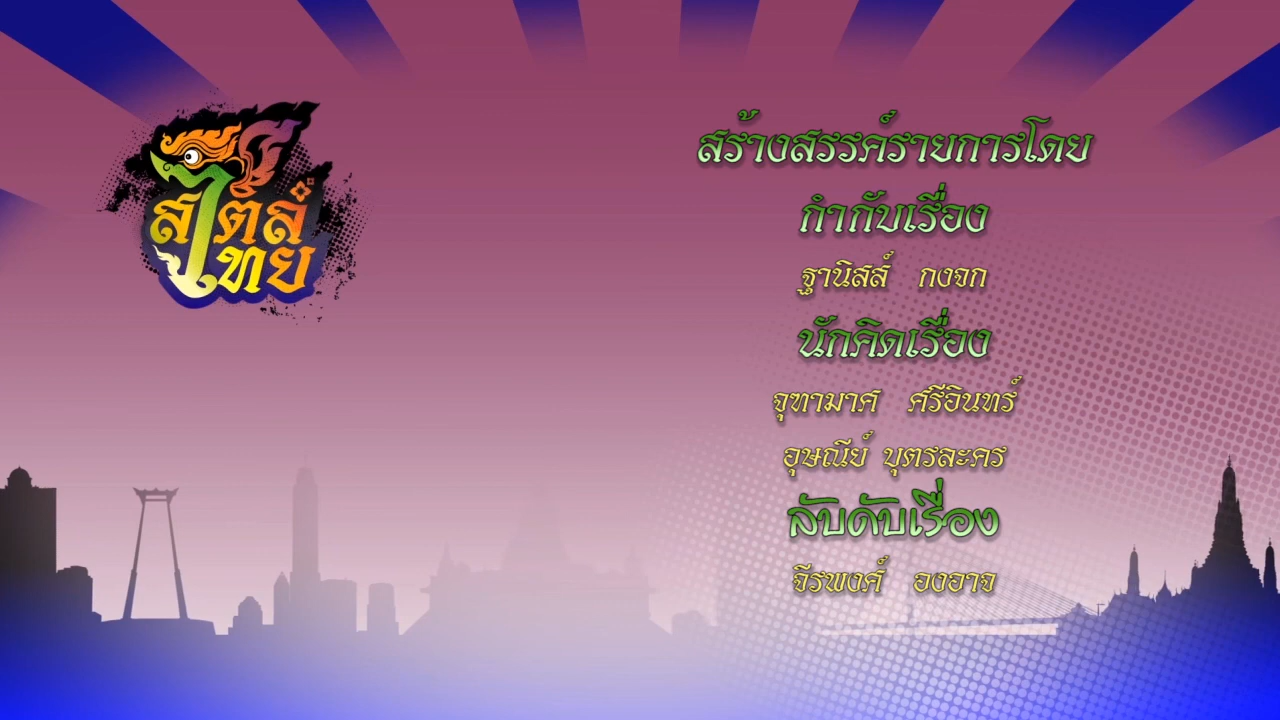 สไตล์
ไทย
สร้างสรรค์รายการโดย
กำกับเรื่อง
ฐานิสส์ กงจก
นักคิดเรื่อง
จุฑามาศ ศรีอินทร์
อุษณีย์ บุตรละคร
ลับดับเรื่อง
จีรพงศ์ องอาจ